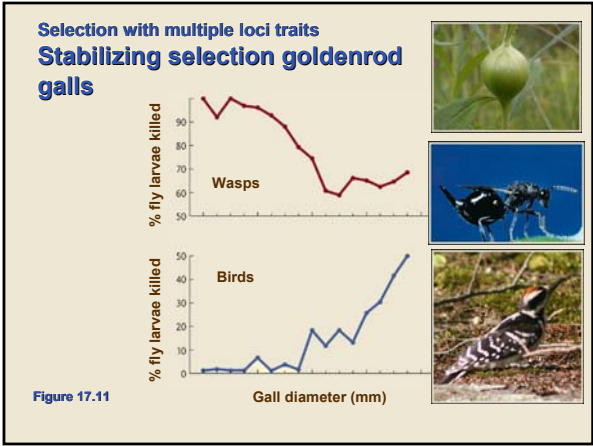 Selection with multiple loci traits
Stabilizing selection goldenrod
galls
% fly larvae killed
90
80
70
60
50
Wasps
% fly larvae killed
50
40
30
20
10
0
Birds
Figure 17.11
Gall diameter (mm)